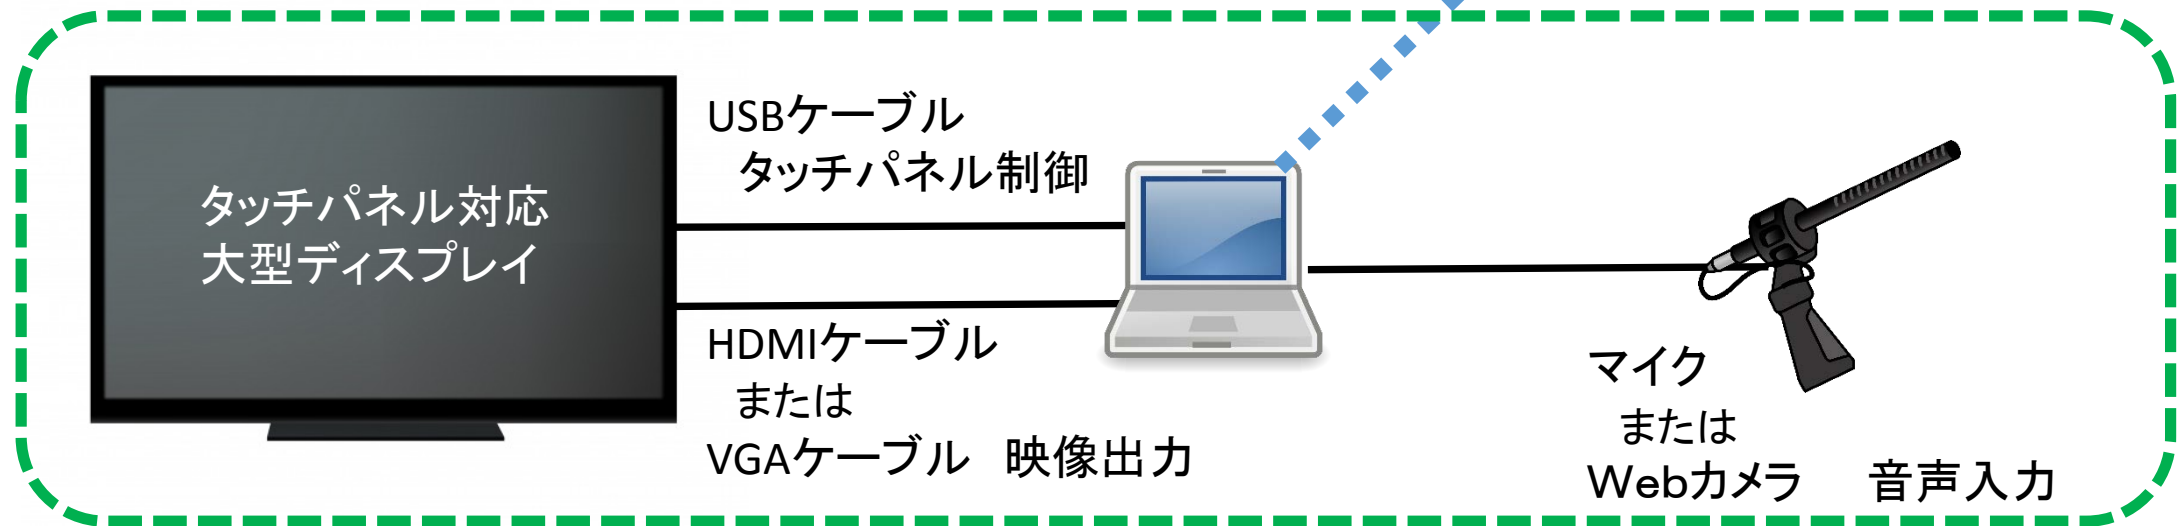 タッチパネル対応
大型ディスプレイ
USBケーブル
タッチパネル制御
HDMIケーブル
または
VGAケーブル　映像出力
マイク
または
Ｗebカメラ　音声入力